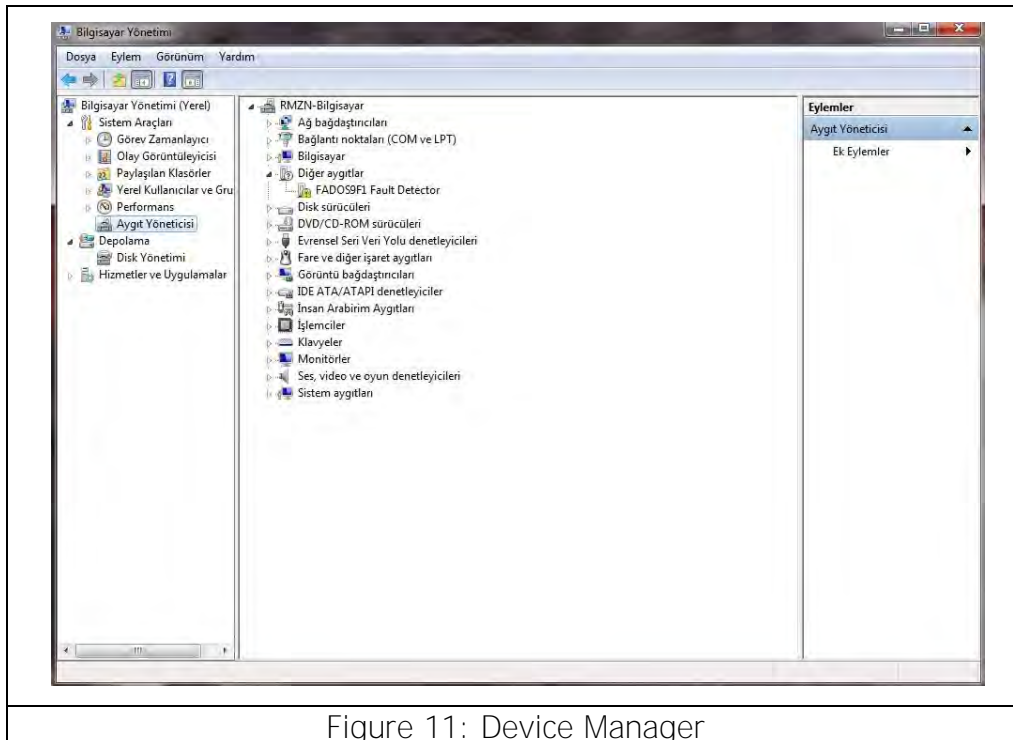 Bilgisayar Yönetimi
Dosya Eylem Görünüm Yardım
Bilgisayar Yönetimi (Yerel)
Sistem Araçları
Görev Zamanlayıcı
Olay Görüntüleyicisi
Paylaşılan Klasörler
Yerel Kullanıcılar ve Gru
Performans
Aygıt Yöneticisi
Depolama
Disk Yönetimi
Hizmetler ve Uygulamalar
RMZN-Bilgisayar
Ağ bağdaştırıcıları
Bağlantı noktaları (COM ve LPT)
Bilgisayar
Diğer aygıtlar
FADOS9F1 Fault Detector
Disk sürücüleri
DVD/CD-ROM sürücüleri
Evrensel Seri Veri Yolu denetleyicileri
Fare ve diğer işaret aygıtları
Görüntü bağdaştırıcıları
IDE ATA/ATAPI denetleyiciler
İnsan Arabirim Aygıtları
İşlemciler
Klavyeler
Monitörler
Ses, video ve oyun denetleyicileri
Sistem aygıtları
Eylemler
Aygıt Yöneticisi
Ek Eylemler
Figure 11: Device Manager